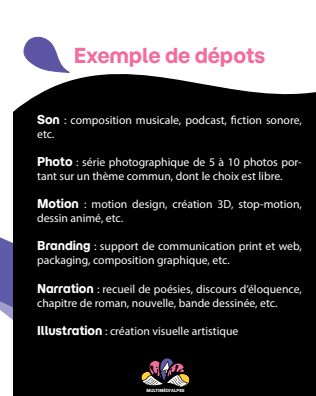 Exemple de dépots
Son : composition musicale, podcast, fiction sonore,
etc.
Photo : série photographique de 5 à 10 photos por-
tant sur un thème commun, dont le choix est libre.
Motion : motion design, création 3D, stop-motion,
dessin animé, etc.
Branding : support de communication print et web,
packaging, composition graphique, etc.
Narration : recueil de poésies, discours d'éloquence,
chapitre de roman, nouvelle, bande dessinée, etc.
Illustration : création visuelle artistique
MULTIMÉDI'ALPES